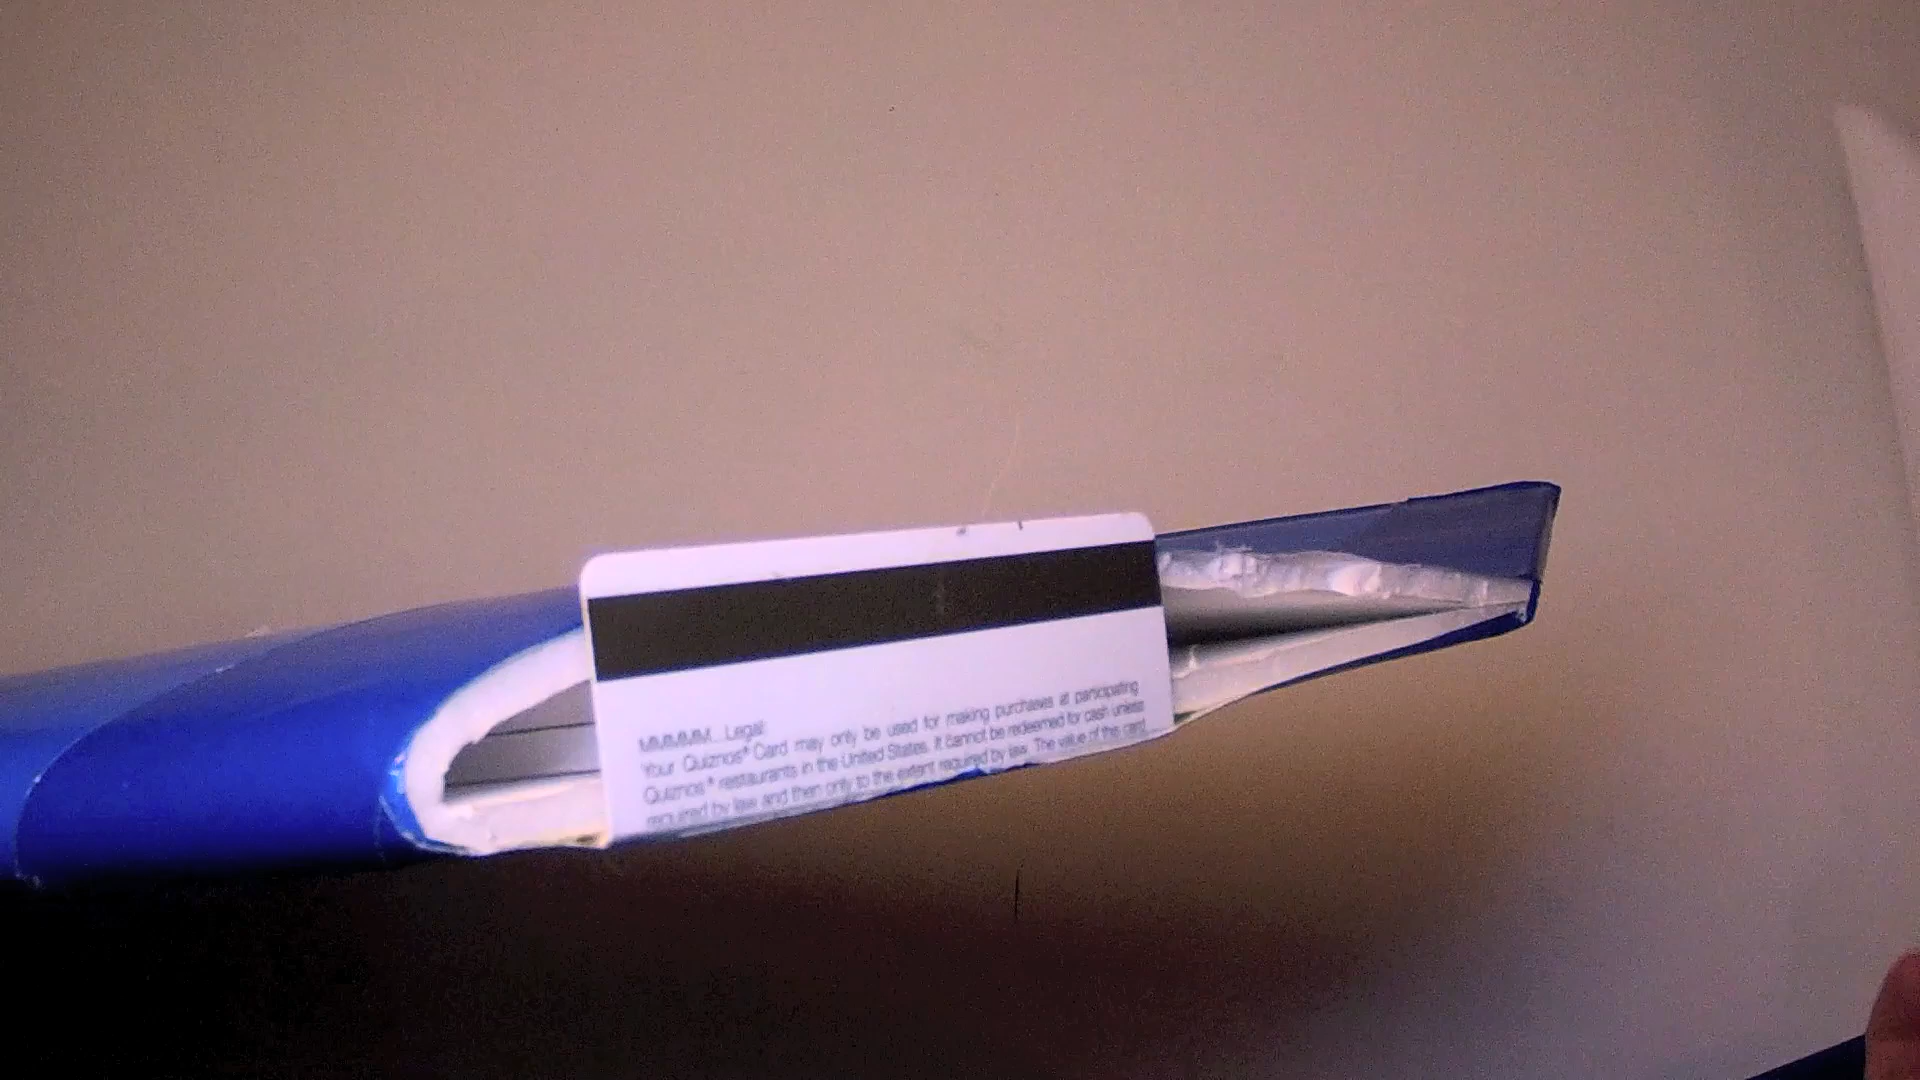 MMMMM... Legal:
Your Quiznos® Card may only be used for making purchases at participating
Quiznos® restaurants in the United States. It cannot be redeemed for cash unless
required by law and then only to the extent required by law. The value of the card